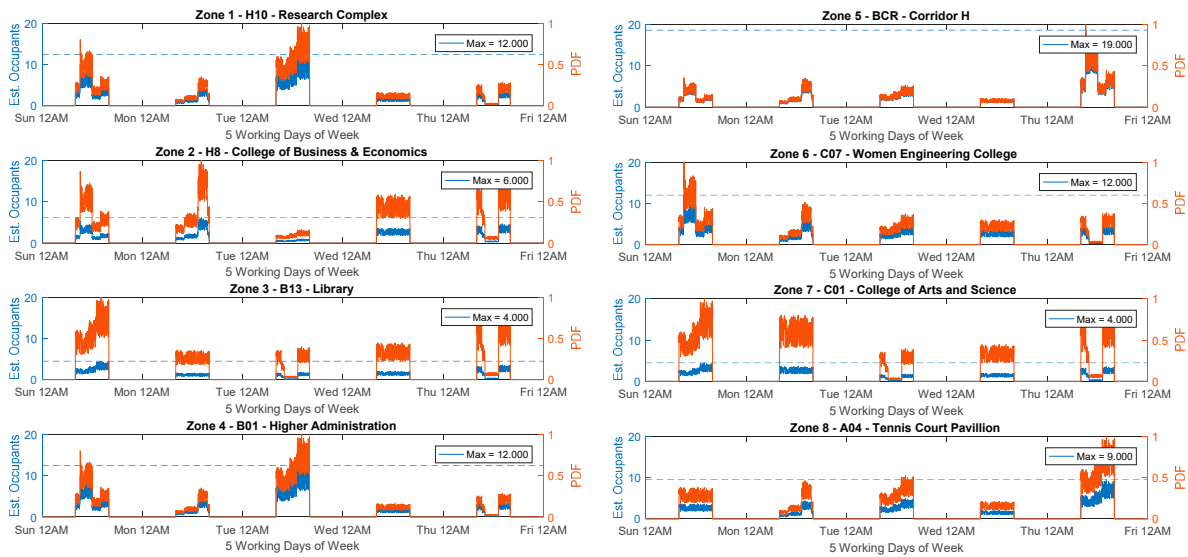 Zone 1 - H10 - Research Complex
20
10
0
Est. Occupants
Max = 12.000
1
0.5
0
PDF
Sun 12AM Mon 12AM Tue 12AM Wed 12AM Thu 12AM Fri 12AM
5 Working Days of Week
Zone 2 - H8 - College of Business & Economics
20
10
0
Est. Occupants
Max = 6.000
1
0.5
0
PDF
Sun 12AM Mon 12AM Tue 12AM Wed 12AM Thu 12AM Fri 12AM
5 Working Days of Week
Zone 3 - B13 - Library
20
10
0
Est. Occupants
Max = 4.000
1
0.5
0
PDF
Sun 12AM Mon 12AM Tue 12AM Wed 12AM Thu 12AM Fri 12AM
5 Working Days of Week
Zone 4 - B01 - Higher Administration
20
10
0
Est. Occupants
Max = 12.000
1
0.5
0
PDF
Sun 12AM Mon 12AM Tue 12AM Wed 12AM Thu 12AM Fri 12AM
5 Working Days of Week
Zone 5 - BCR - Corridor H
20
10
0
Est. Occupants
Max = 19.000
1
0.5
0
PDF
Sun 12AM Mon 12AM Tue 12AM Wed 12AM Thu 12AM Fri 12AM
5 Working Days of Week
Zone 6 - C07 - Women Engineering College
20
10
0
Est. Occupants
Max = 12.000
1
0.5
0
PDF
Sun 12AM Mon 12AM Tue 12AM Wed 12AM Thu 12AM Fri 12AM
5 Working Days of Week
Zone 7 - C01 - College of Arts and Science
20
10
0
Est. Occupants
Max = 4.000
1
0.5
0
PDF
Sun 12AM Mon 12AM Tue 12AM Wed 12AM Thu 12AM Fri 12AM
5 Working Days of Week
Zone 8 - A04 - Tennis Court Pavillion
20
10
0
Est. Occupants
Max = 9.000
1
0.5
0
PDF
Sun 12AM Mon 12AM Tue 12AM Wed 12AM Thu 12AM Fri 12AM
5 Working Days of Week